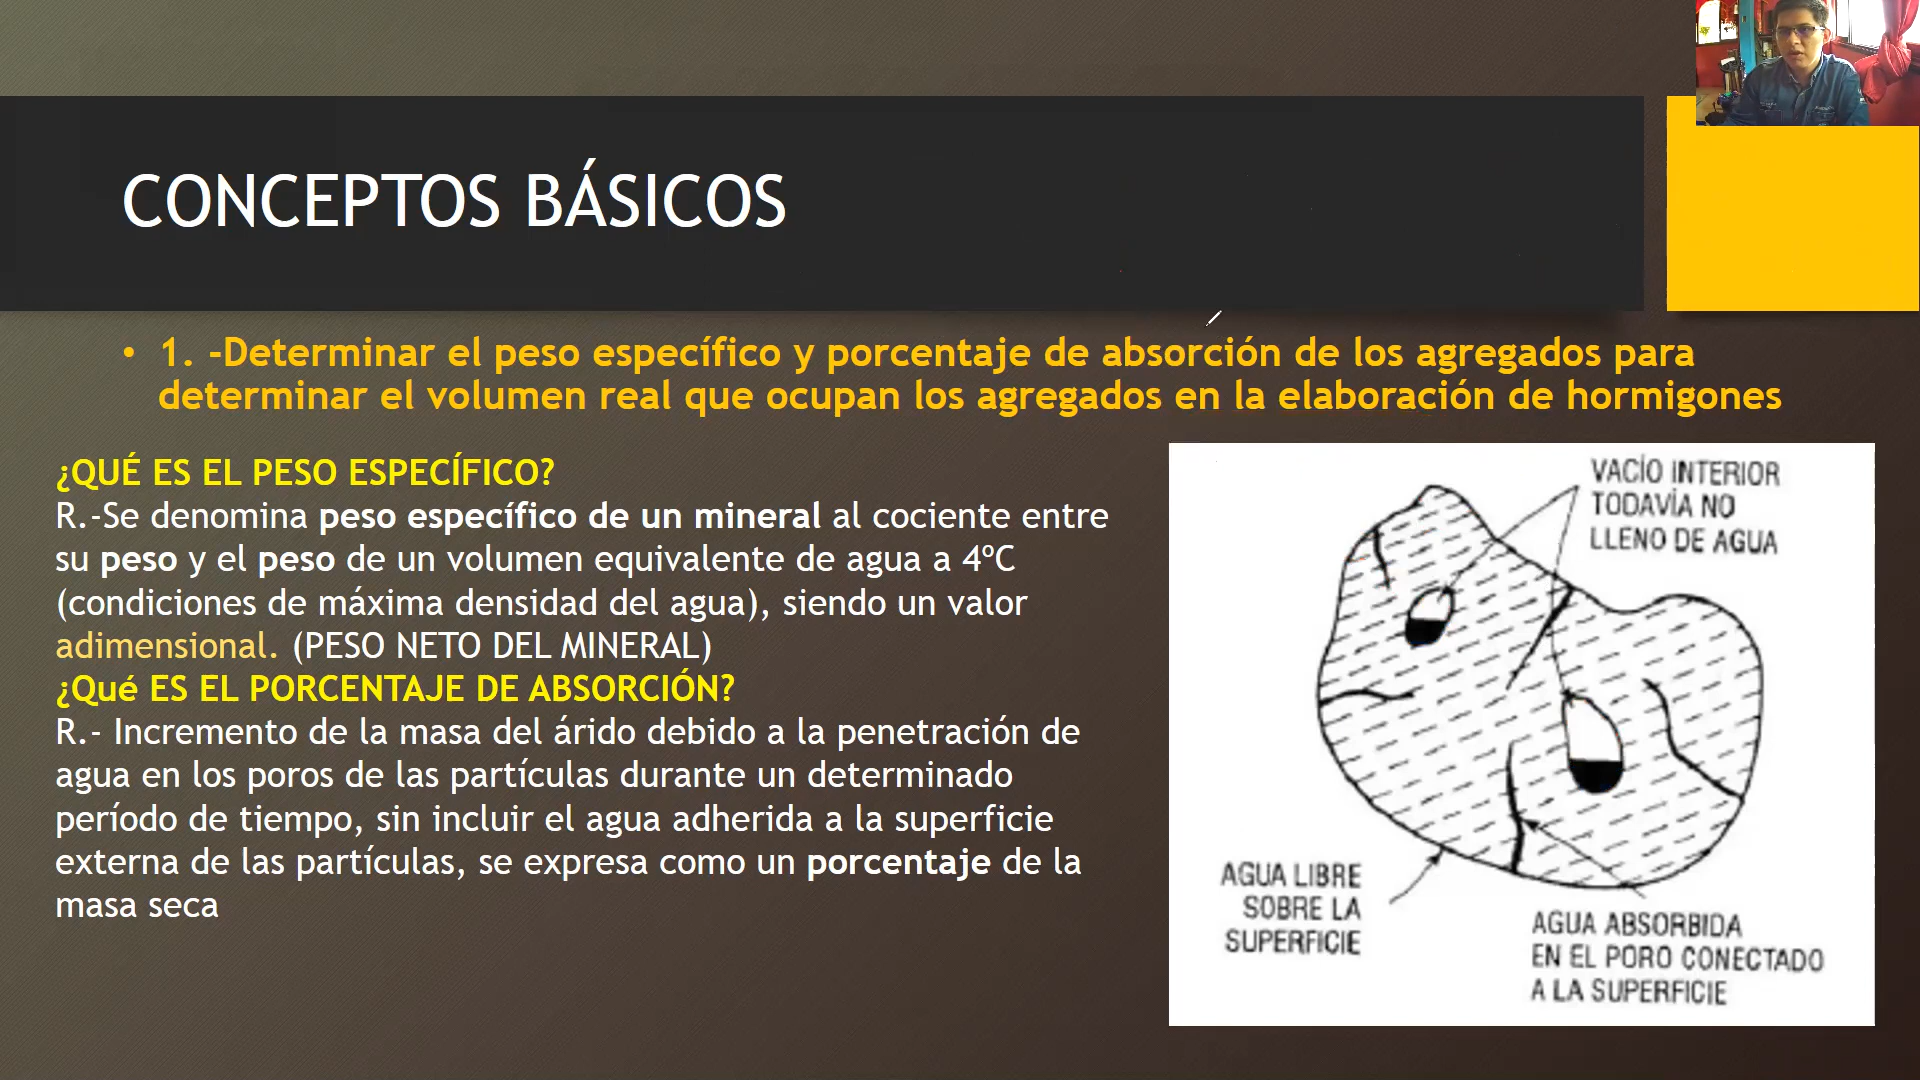 CONCEPTOS BÁSICOS
• 1. -Determinar el peso específico y porcentaje de absorción de los agregados para
determinar el volumen real que ocupan los agregados en la elaboración de hormigones
¿QUÉ ES EL PESO ESPECÍFICO?
R.-Se denomina peso específico de un mineral al cociente entre
su peso y el peso de un volumen equivalente de agua a 4ºC
(condiciones de máxima densidad del agua), siendo un valor
adimensional. (PESO NETO DEL MINERAL)
¿Qué ES EL PORCENTAJE DE ABSORCIÓN?
R.- Incremento de la masa del árido debido a la penetración de
agua en los poros de las partículas durante un determinado
período de tiempo, sin incluir el agua adherida a la superficie
externa de las partículas, se expresa como un porcentaje de la
masa seca
VACÍO INTERIOR
TODAVÍA NO
LLENO DE AGUA
AGUA LIBRE
SOBRE LA
SUPERFICIE
AGUA ABSORBIDA
EN EL PORO CONECTADO
A LA SUPERFICIE